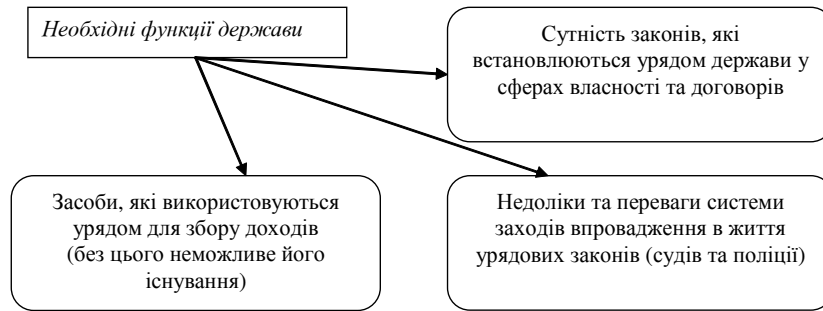 Необхідні функції держави
Сутність законів, які
встановлюються урядом держави у
сферах власності та договорів
Засоби, які використовуються
урядом для збору доходів
(без цього неможливе його
існування)
Недоліки та переваги системи
заходів впровадження в життя
урядових законів (судів та поліції)